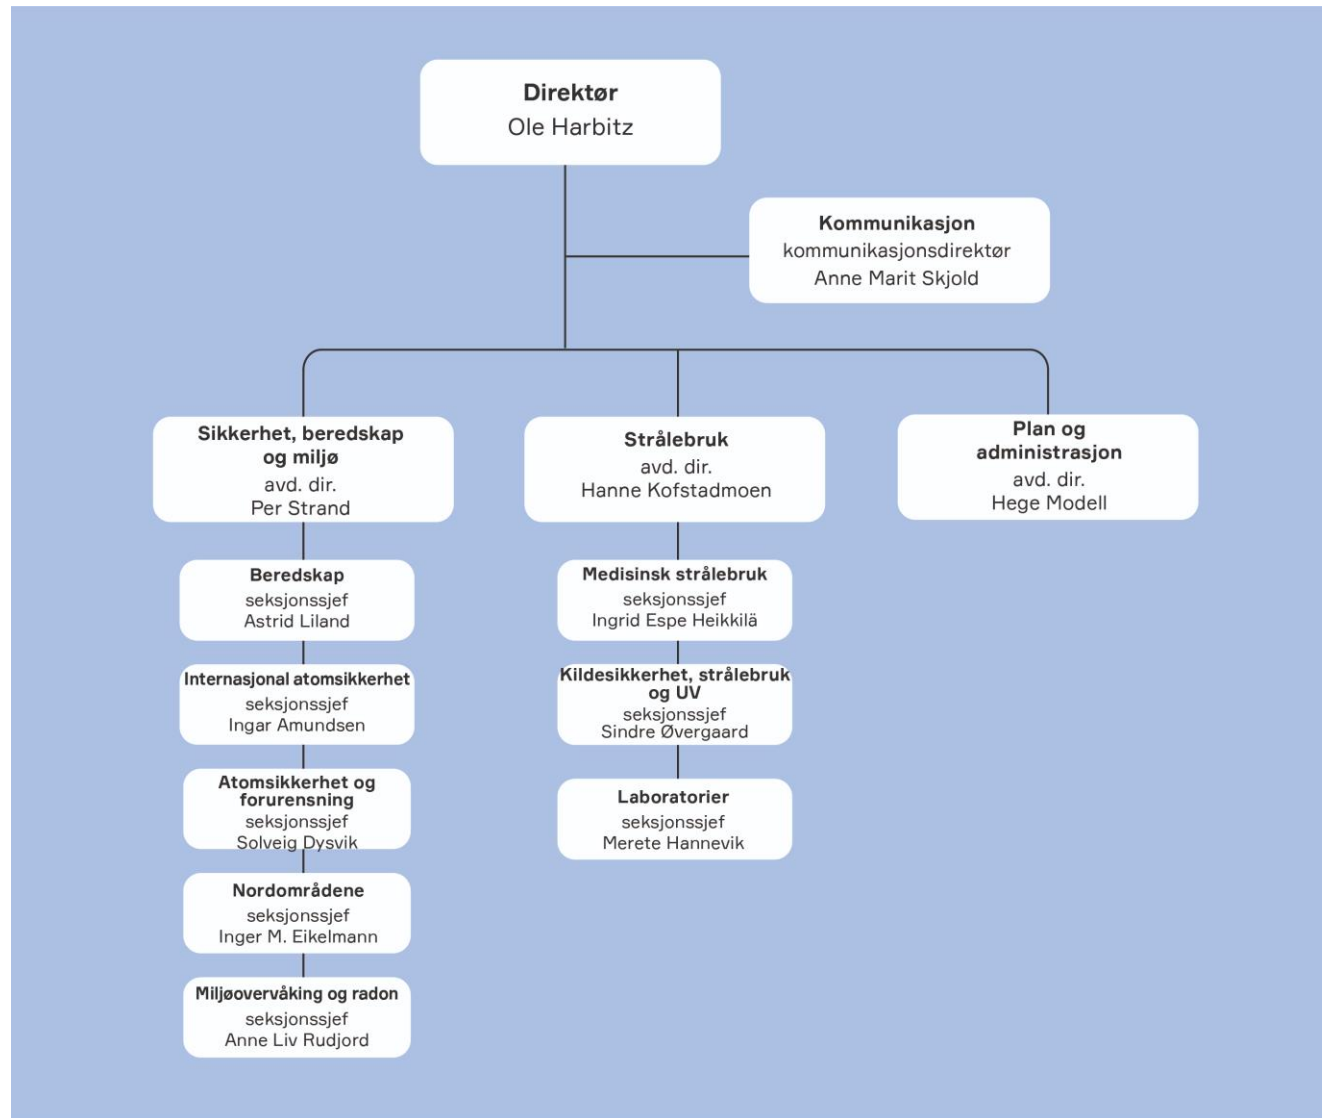 Direktør
Ole Harbitz
Kommunikasjon
kommunikasjonsdirektør
Anne Marit Skjold
Sikkerhet, beredskap
og miljø
avd. dir.
Per Strand
Strålebruk
avd. dir.
Hanne Kofstadmoen
Plan og
administrasjon
avd. dir.
Hege Modell
Beredskap
seksjonssjef
Astrid Liland
Internasjonal atomsikkerhet
seksjonssjef
Ingar Amundsen
Atomsikkerhet og
forurensning
seksjonssjef
Solveig Dysvik
Nordområdene
seksjonssjef
Inger M. Eikelmann
Miljøovervåking og radon
seksjonssjef
Anne Liv Rudjord
Medisinsk strålebruk
seksjonssjef
Ingrid Espe Heikkilä
Kildesikkerhet, strålebruk
og UV
seksjonssjef
Sindre Øvergaard
Laboratorier
seksjonssjef
Merete Hannevik